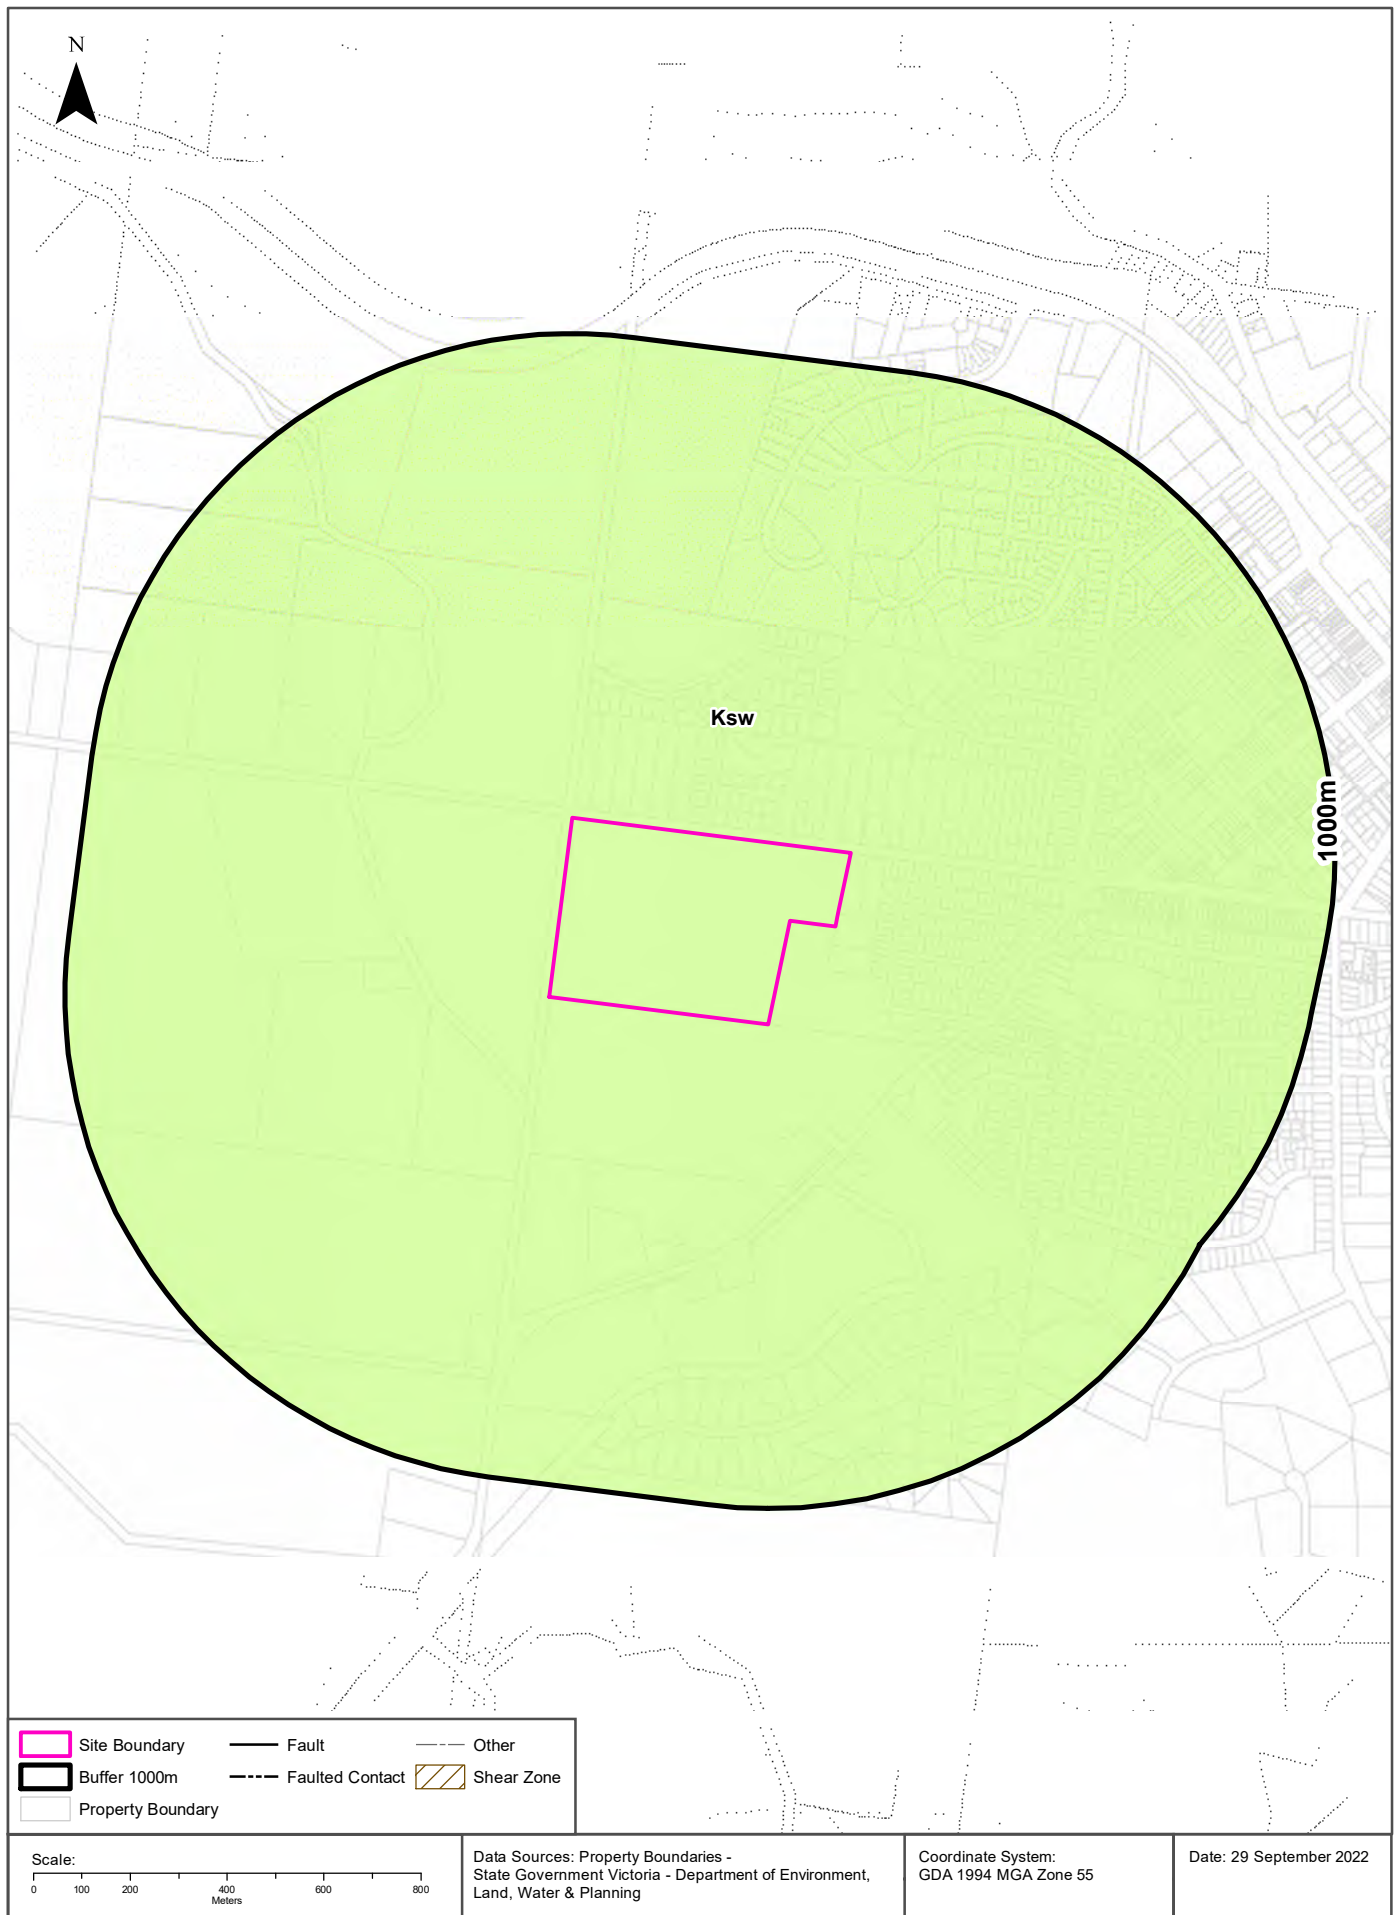 N
Ksw
1000m
Site Boundary
Fault
Other
Buffer 1000m
Faulted Contact
Shear Zone
Property Boundary
Scale:
0 100 200 400 600 800
Meters
Data Sources: Property Boundaries -
State Government Victoria - Department of Environment,
Land, Water & Planning
Coordinate System:
GDA 1994 MGA Zone 55
Date: 29 September 2022